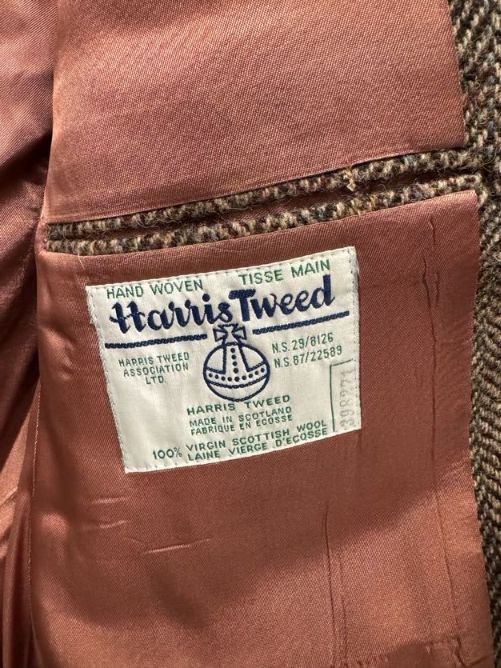 HAND WOVEN TISSE MAIN
Harris Tweed
HARRIS TWEED
ASSOCIATION
LTD.
N.S. 29/8126
N.S. 87/22589
HARRIS TWEED
MADE IN SCOTLAND
FABRIQUE EN ECOSSE
100% VIRGIN SCOTTISH WOOL
LAINE VIERGE D'ECOSSE
398271